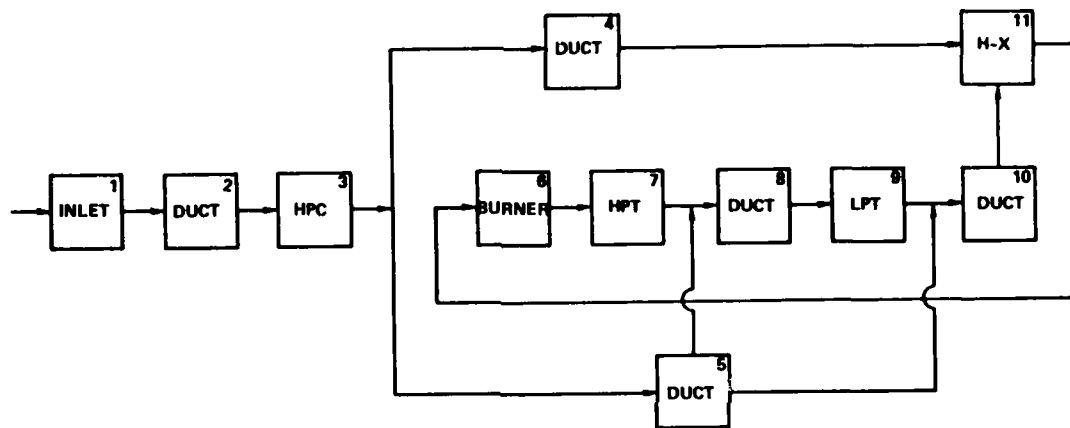 4
DUCT
11
H-X
1
INLET
2
DUCT
3
HPC
6
BURNER
7
HPT
8
DUCT
9
LPT
10
DUCT
5
DUCT